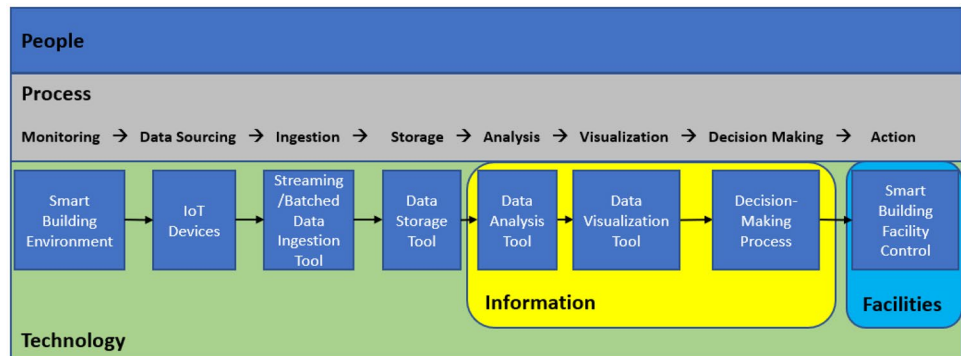 People
Process
Monitoring → Data Sourcing → Ingestion → Storage → Analysis → Visualization → Decision Making → Action
Smart
Building
Environment
IoT
Devices
Streaming
/Batched
Data
Ingestion
Tool
Data
Storage
Tool
Data
Analysis
Tool
Data
Visualization
Tool
Decision-
Making
Process
Smart
Building
Facility
Control
Information
Facilities
Technology